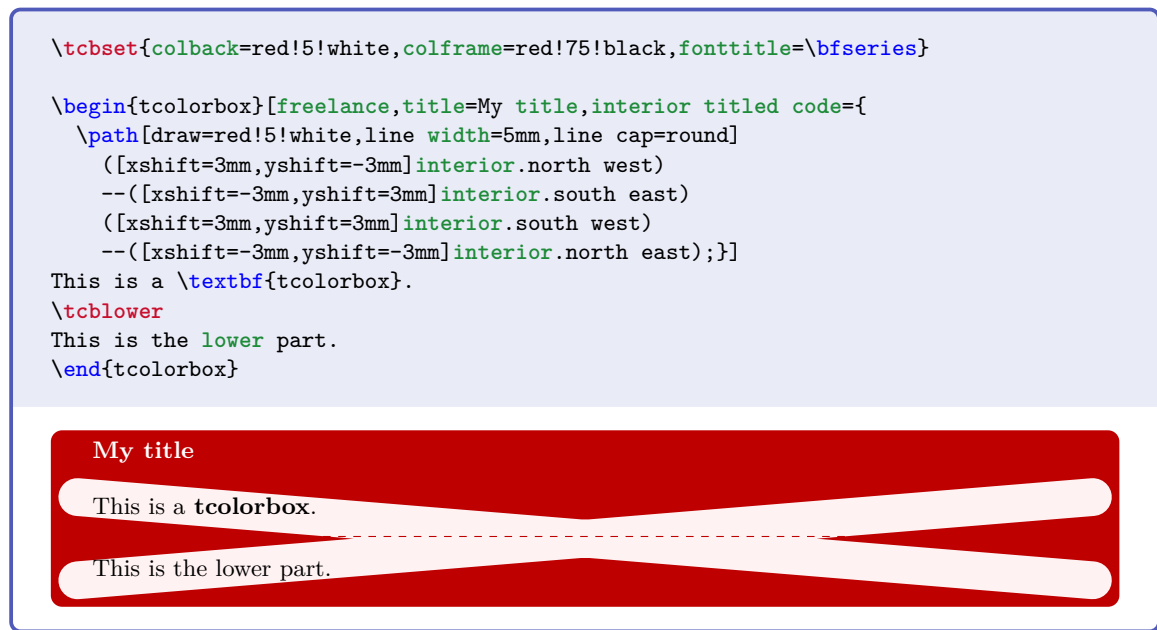 \tcbset{colback=red!5!white,colframe=red!75!black,fonttitle=\bfseries}

\begin{tcolorbox}[freelance,title=My title,interior titled code={
  \path[draw=red!5!white,line width=5mm,line cap=round]
    ([xshift=3mm,yshift=-3mm]interior.north west)
    --([xshift=-3mm,yshift=3mm]interior.south east)
    ([xshift=3mm,yshift=3mm]interior.south west)
    --([xshift=-3mm,yshift=-3mm]interior.north east);}]
This is a \textbf{tcolorbox}.
\tcblower
This is the lower part.
\end{tcolorbox}
My title
This is a tcolorbox.
This is the lower part.